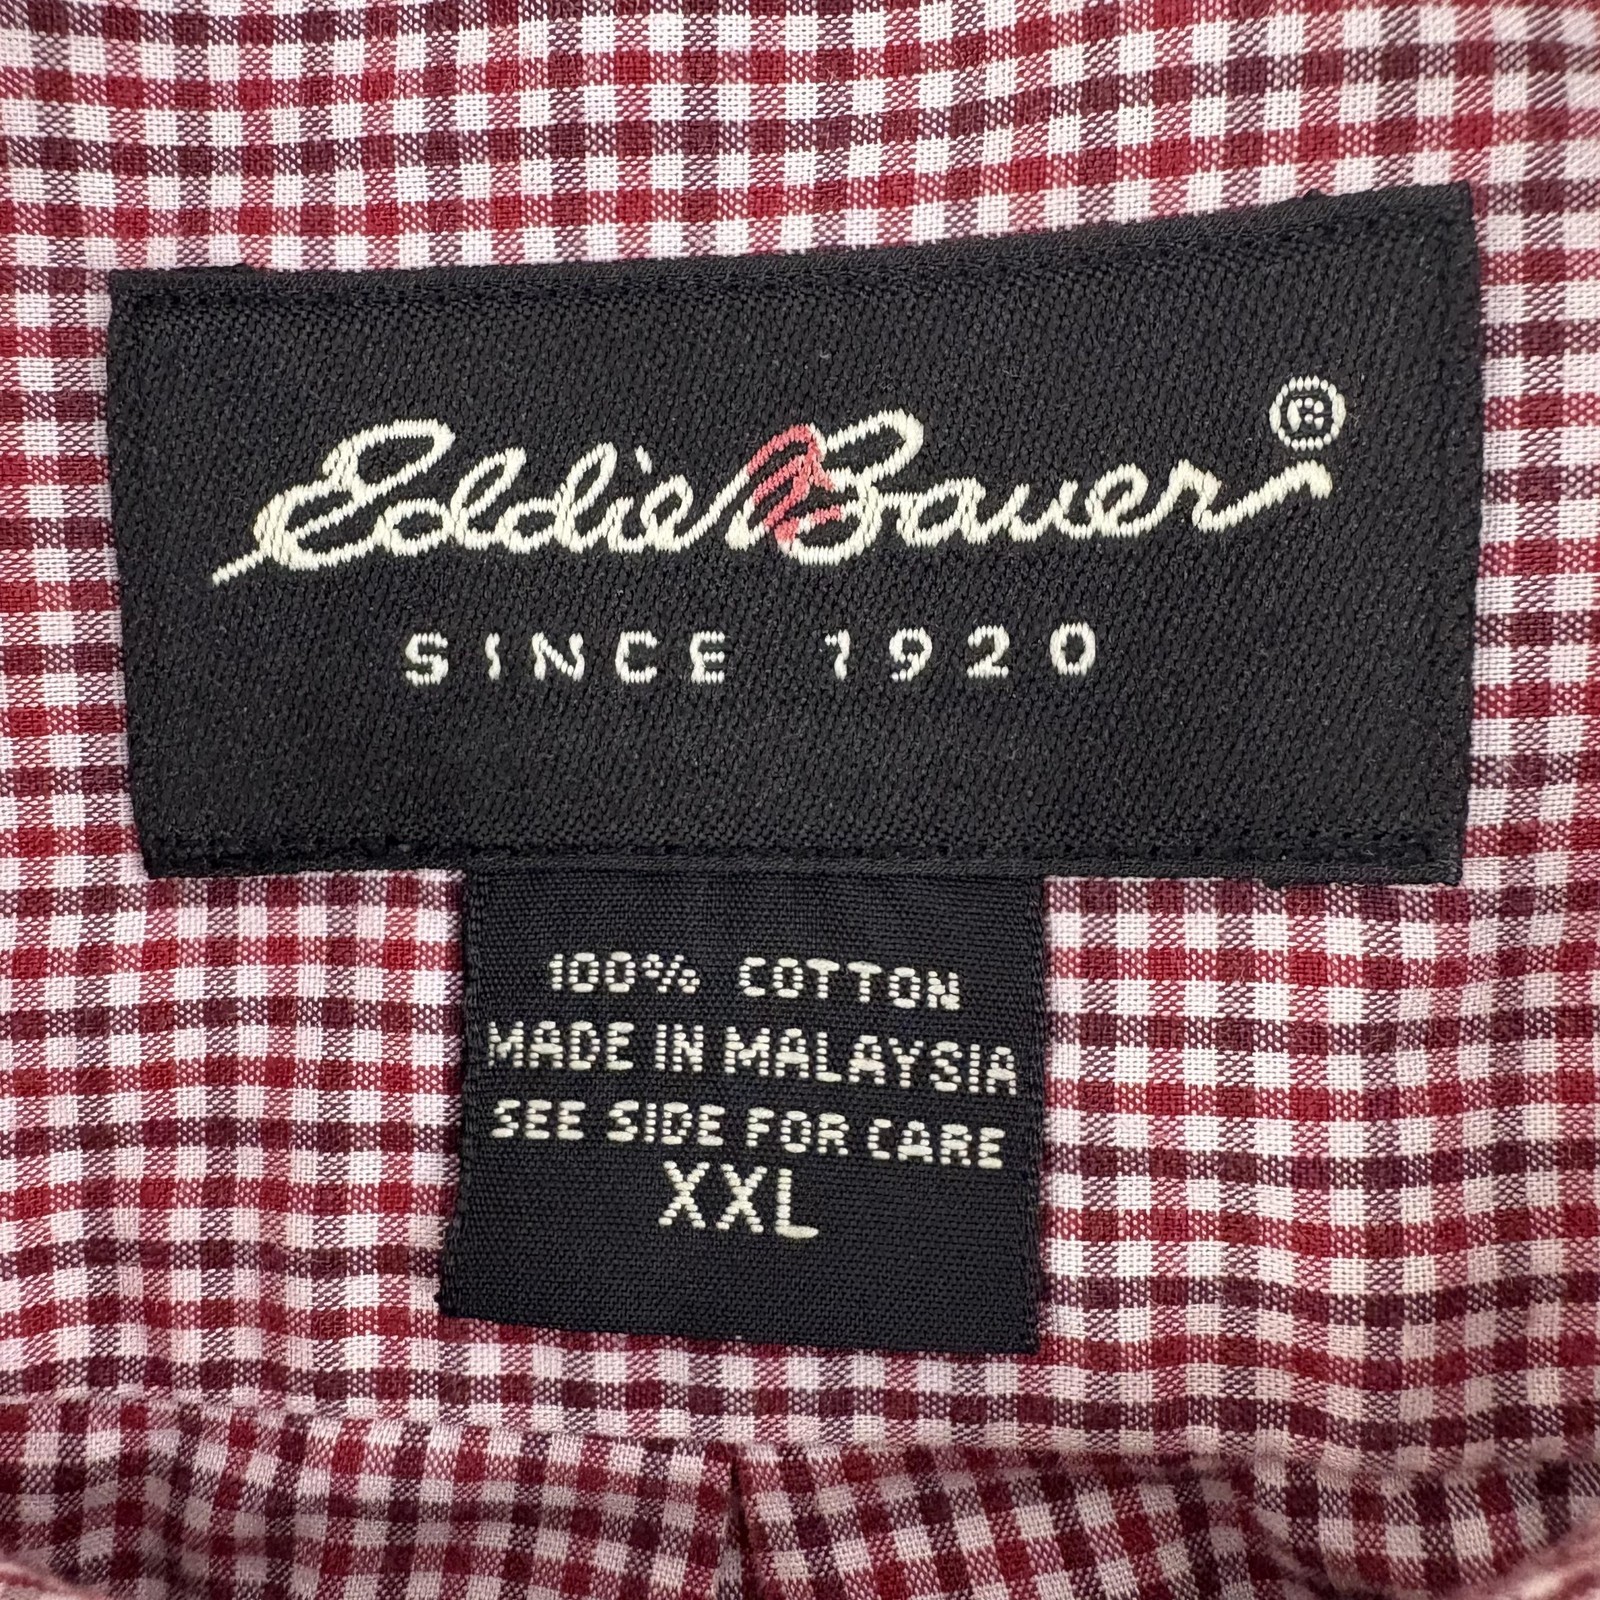 Eddie Bauer®
SINCE 1920
100% COTTON
MADE IN MALAYSIA
SEE SIDE FOR CARE
XXL